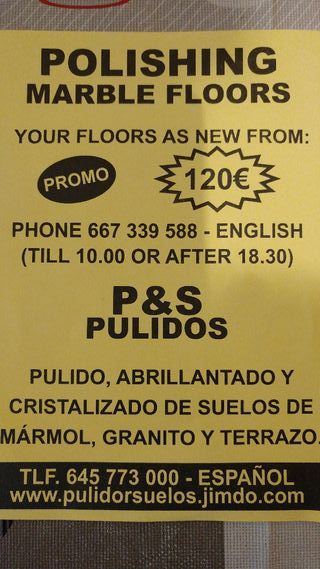 POLISHING
MARBLE FLOORS
YOUR FLOORS AS NEW FROM:
PROMO
120€
PHONE 667 339 588 - ENGLISH
(TILL 10.00 OR AFTER 18.30)
P&S
PULIDOS
PULIDO, ABRILLANTADO Y
CRISTALIZADO DE SUELOS DE
MÁRMOL, GRANITO Y TERRAZO.
TLF. 645 773 000 - ESPAÑOL
www.pulidorsuelos.jimdo.com